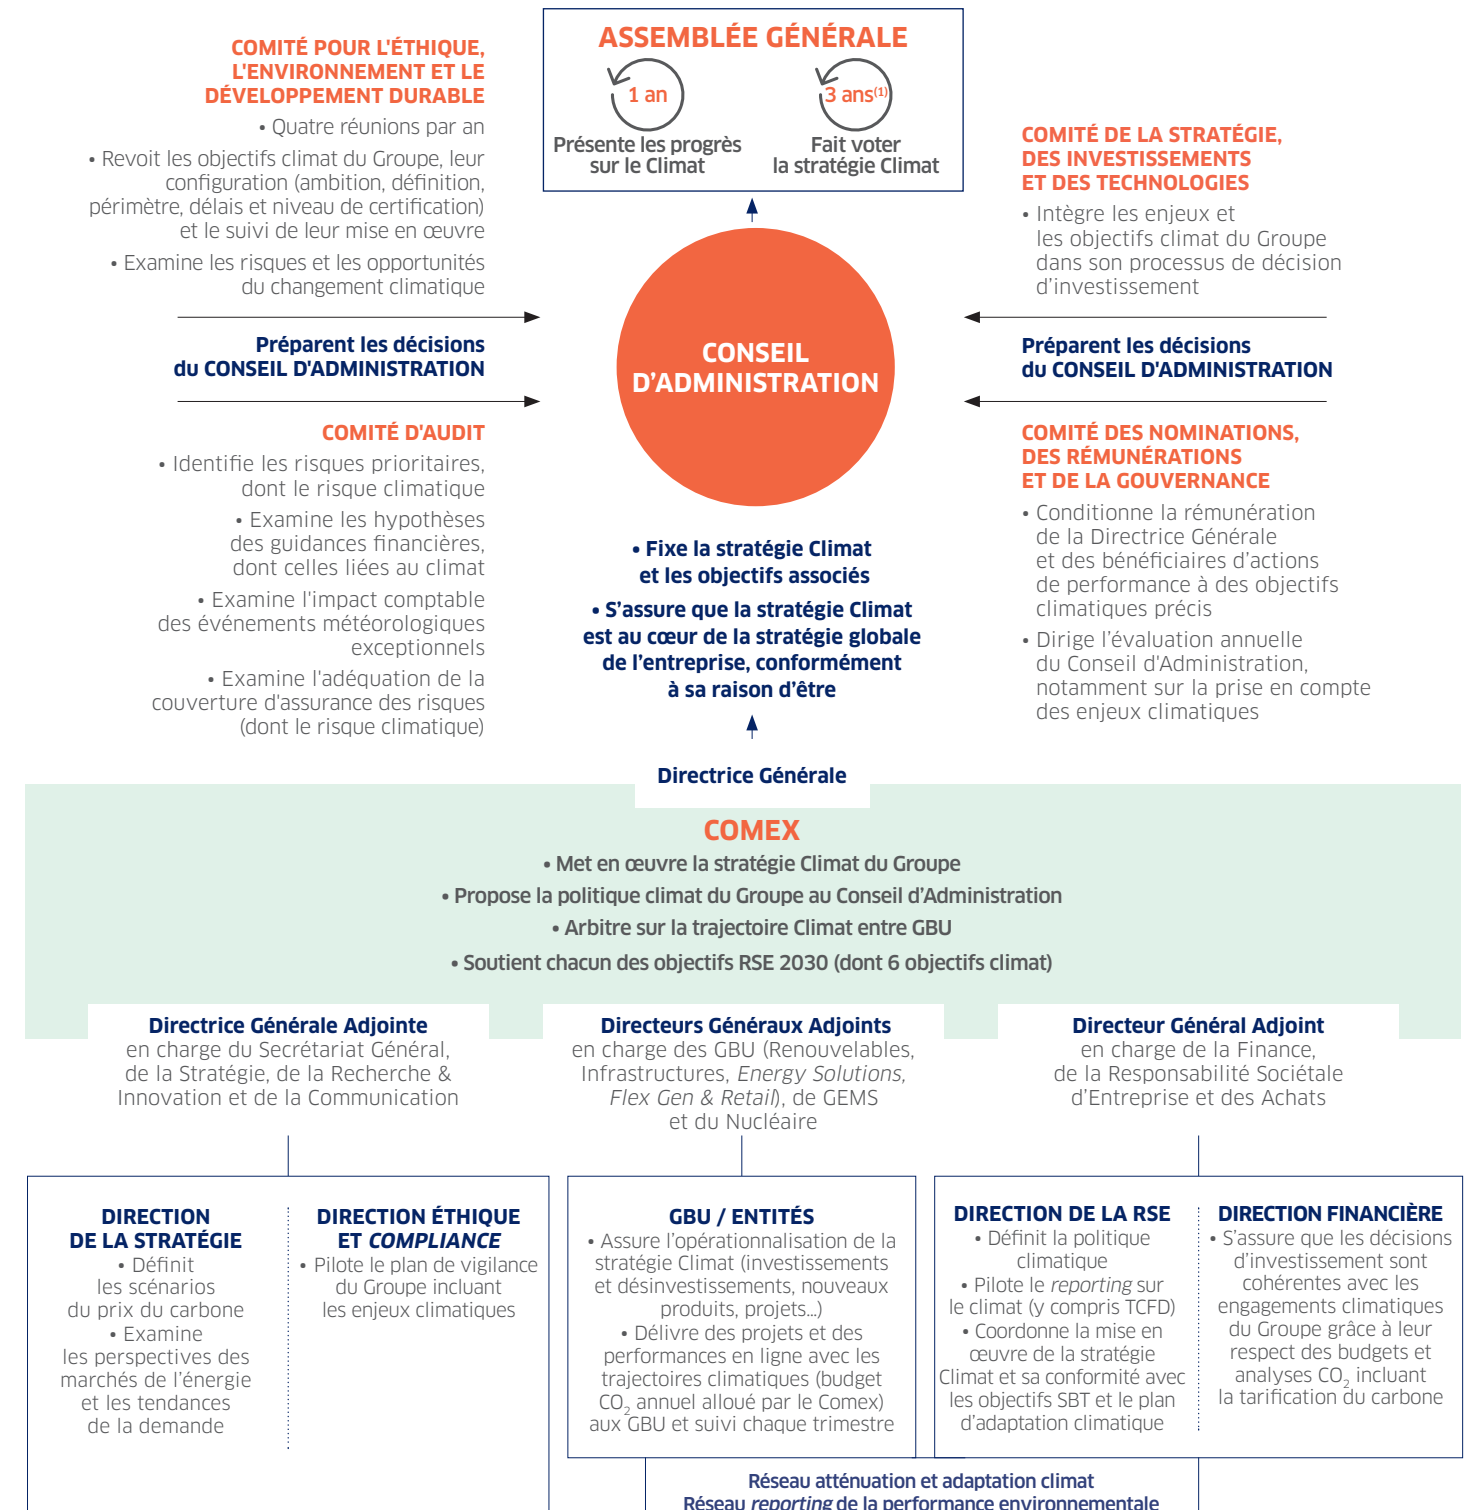 ASSEMBLÉE GÉNÉRALE
1 an
Présente les progrès
sur le Climat
3 ans(1)
Fait voter
la stratégie Climat
COMITÉ POUR L'ÉTHIQUE,
L'ENVIRONNEMENT ET LE
DÉVELOPPEMENT DURABLE
• Quatre réunions par an
• Revoit les objectifs climat du Groupe, leur
configuration (ambition, définition,
périmètre, délais et niveau de certification)
et le suivi de leur mise en œuvre
• Examine les risques et les opportunités
du changement climatique
Préparent les décisions
du CONSEIL D'ADMINISTRATION
COMITÉ D'AUDIT
• Identifie les risques prioritaires,
dont le risque climatique
• Examine les hypothèses
des guidances financières,
dont celles liées au climat
• Examine l'impact comptable
des événements météorologiques
exceptionnels
• Examine l'adéquation de la
couverture d'assurance des risques
(dont le risque climatique)
CONSEIL
D’ADMINISTRATION
• Fixe la stratégie Climat
et les objectifs associés
• S’assure que la stratégie Climat
est au cœur de la stratégie globale
de l’entreprise, conformément
à sa raison d’être
COMITÉ DE LA STRATÉGIE,
DES INVESTISSEMENTS
ET DES TECHNOLOGIES
• Intègre les enjeux et
les objectifs climat du Groupe
dans son processus de décision
d’investissement
Préparent les décisions
du CONSEIL D'ADMINISTRATION
COMITÉ DES NOMINATIONS,
DES RÉMUNÉRATIONS
ET DE LA GOUVERNANCE
• Conditionne la rémunération
de la Directrice Générale
et des bénéficiaires d’actions
de performance à des objectifs
climatiques précis
• Dirige l’évaluation annuelle
du Conseil d'Administration,
notamment sur la prise en compte
des enjeux climatiques
Directrice Générale
COMEX
• Met en œuvre la stratégie Climat du Groupe
• Propose la politique climat du Groupe au Conseil d’Administration
• Arbitre sur la trajectoire Climat entre GBU
• Soutient chacun des objectifs RSE 2030 (dont 6 objectifs climat)
Directrice Générale Adjointe
en charge du Secrétariat Général,
de la Stratégie, de la Recherche &
Innovation et de la Communication
Directeurs Généraux Adjoints
en charge des GBU (Renouvelables,
Infrastructures, Energy Solutions,
Flex Gen & Retail), de GEMS
et du Nucléaire
Directeur Général Adjoint
en charge de la Finance,
de la Responsabilité Sociétale
d’Entreprise et des Achats
DIRECTION
DE LA STRATÉGIE
• Définit
les scénarios
du prix du carbone
• Examine
les perspectives des
marchés de l’énergie
et les tendances
de la demande
DIRECTION ÉTHIQUE
ET COMPLIANCE
• Pilote le plan de vigilance
du Groupe incluant
les enjeux climatiques
GBU / ENTITÉS
• Assure l’opérationnalisation de la
stratégie Climat (investissements
et désinvestissements, nouveaux
produits, projets...)
• Délivre des projets et des
performances en ligne avec les
trajectoires climatiques (budget
CO2 annuel alloué par le Comex)
aux GBU et suivi chaque trimestre
DIRECTION DE LA RSE
• Définit la politique
climatique
• Pilote le reporting sur
le climat (y compris TCFD)
• Coordonne la mise en
œuvre de la stratégie
Climat et sa conformité avec
les objectifs SBT et le plan
d’adaptation climatique
DIRECTION FINANCIÈRE
• S’assure que les décisions
d’investissement sont
cohérentes avec les
engagements climatiques
du Groupe grâce à leur
respect des budgets et
analyses CO2 incluant
la tarification du carbone
Réseau atténuation et adaptation climat
Réseau reporting de la performance environnementale